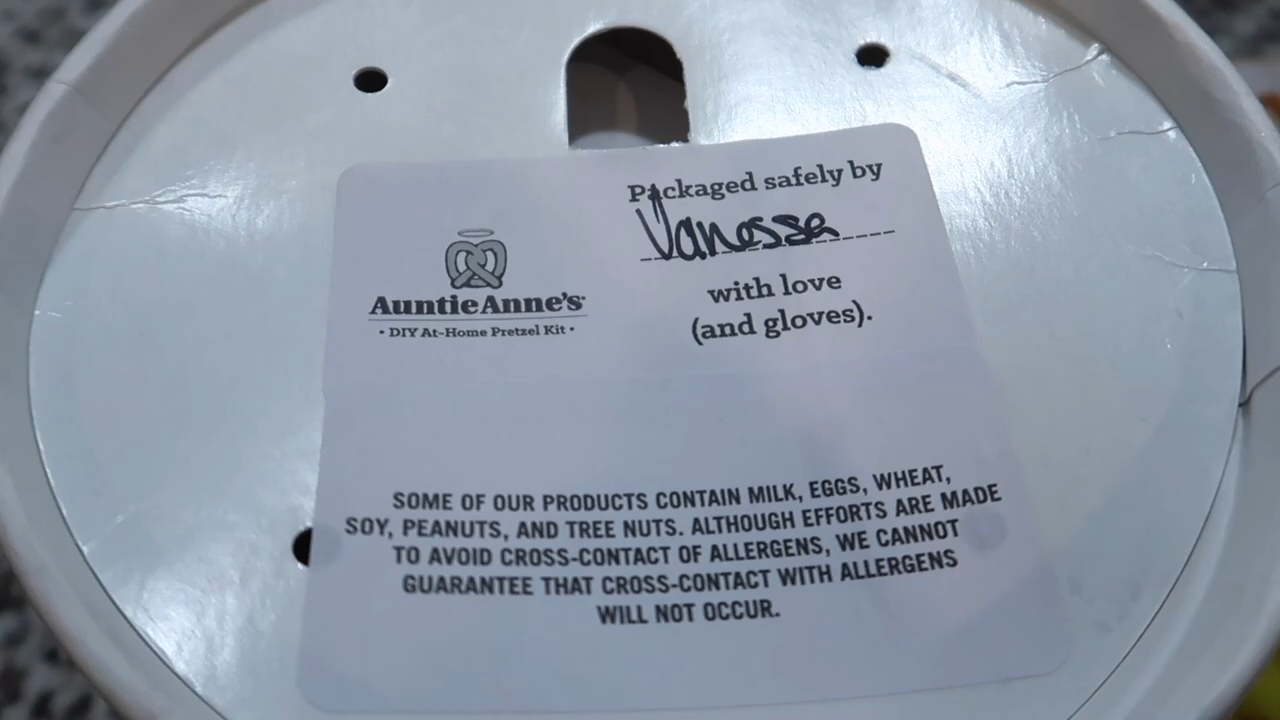 Packaged safely by
Vanessa
with love
(and gloves).
Auntie Anne's
• DIY At-Home Pretzel Kit •
SOME OF OUR PRODUCTS CONTAIN MILK, EGGS, WHEAT,
SOY, PEANUTS, AND TREE NUTS. ALTHOUGH EFFORTS ARE MADE
TO AVOID CROSS-CONTACT OF ALLERGENS, WE CANNOT
GUARANTEE THAT CROSS-CONTACT WITH ALLERGENS
WILL NOT OCCUR.